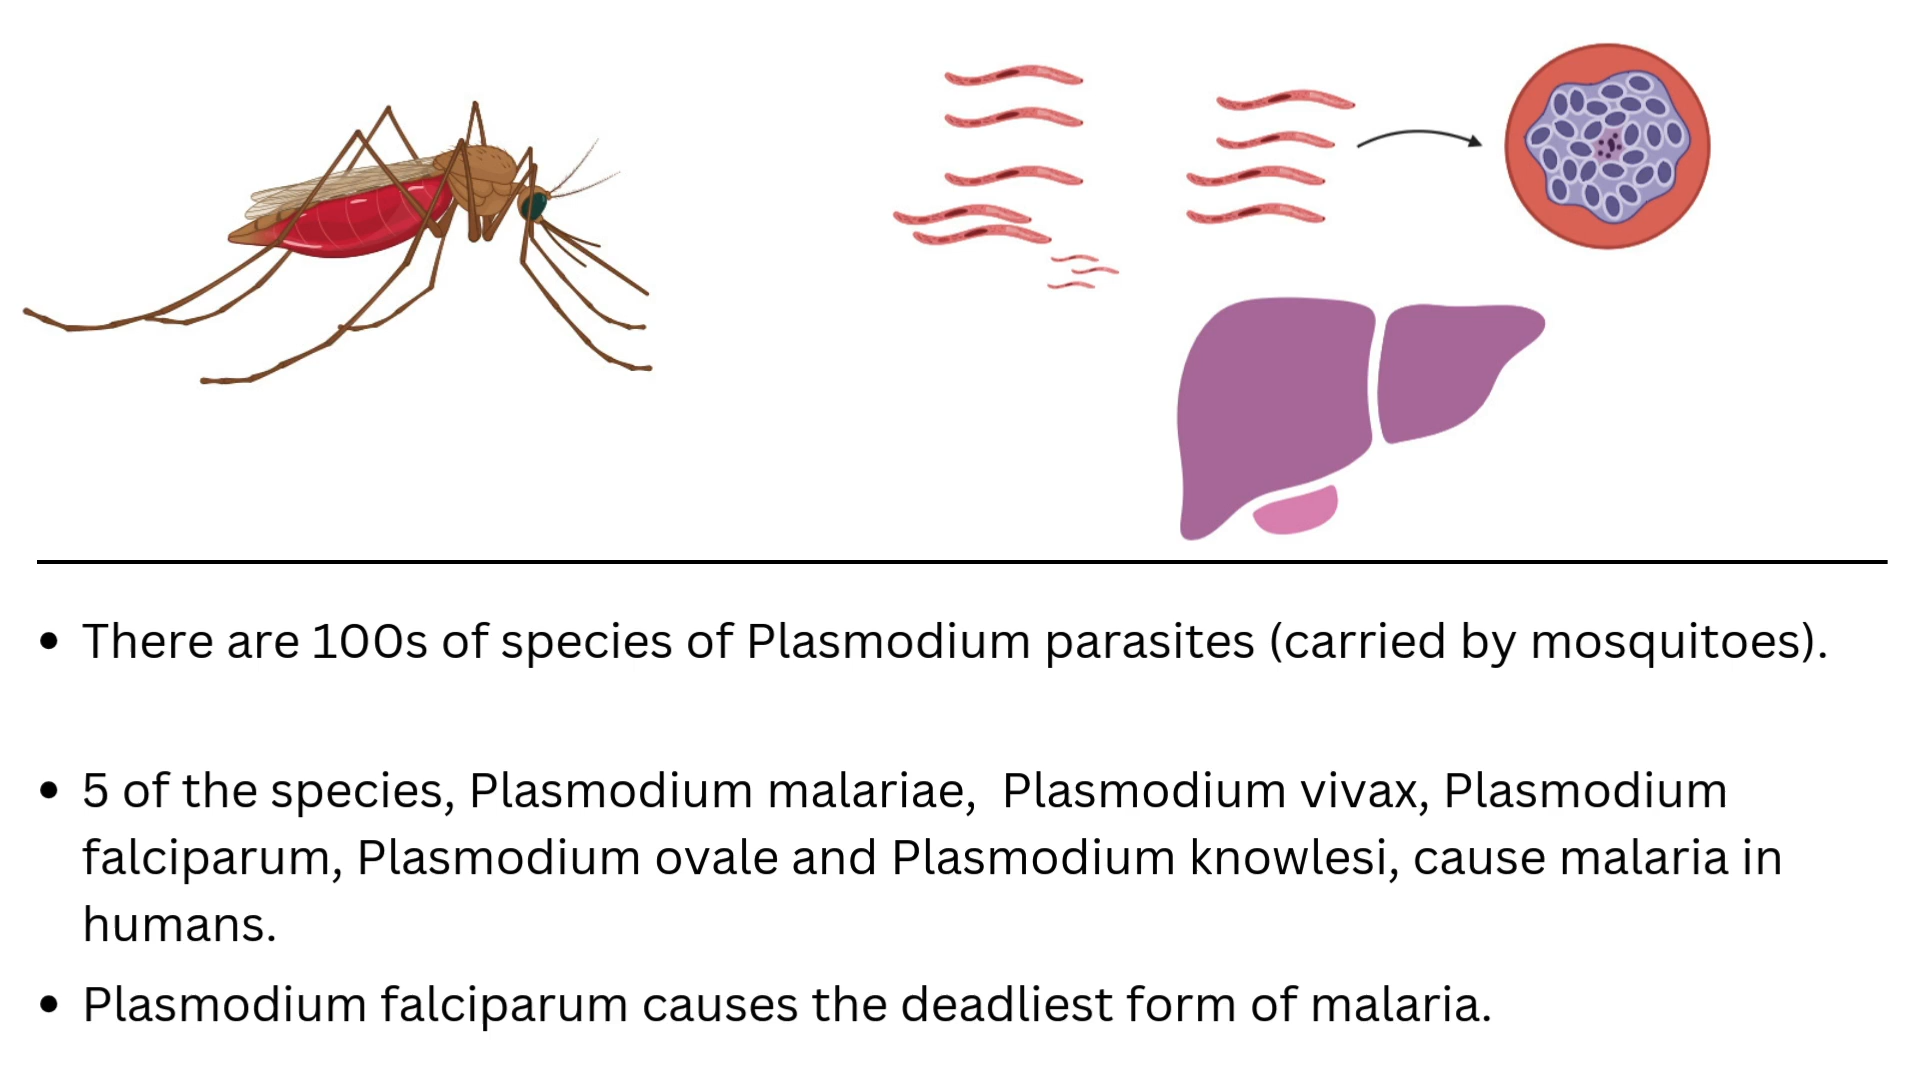 • There are 100s of species of Plasmodium parasites (carried by mosquitoes).
• 5 of the species, Plasmodium malariae,  Plasmodium vivax, Plasmodium
falciparum, Plasmodium ovale and Plasmodium knowlesi, cause malaria in
humans.
• Plasmodium falciparum causes the deadliest form of malaria.